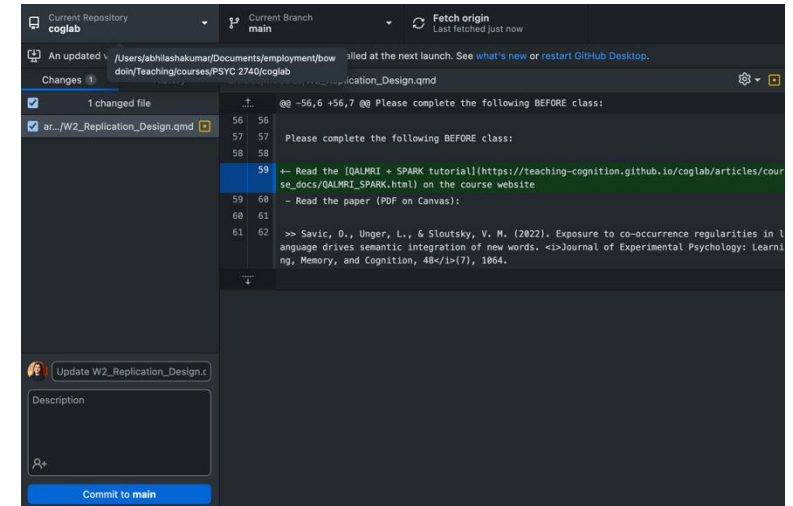 Current Repository
coglab
Current Branch
main
Fetch origin
Last fetched just now
An updated v
alled at the next launch. See what's new or restart GitHub Desktop.
/Users/abhilashakumar/Documents/employment/bow
doin/Teaching/courses/PSYC 2740/coglab
Changes 1
ication_Design.qmd
1 changed file
ar.../W2_Replication_Design.qmd
@@ -56,6 +56,7 @@ Please complete the following BEFORE class:
56 56
57 57 Please complete the following BEFORE class:
58 58
59 +– Read the [QALMRI + SPARK tutorial](https://teaching-cognition.github.io/coglab/articles/cour
se_docs/QALMRI_SPARK.html) on the course website
59 60 – Read the paper (PDF on Canvas):
60 61
61 62 >> Savic, O., Unger, L., & Sloutsky, V. M. (2022). Exposure to co-occurrence regularities in l
anguage drives semantic integration of new words. <i>Journal of Experimental Psychology: Learni
ng, Memory, and Cognition, 48</i>(7), 1064.
Update W2_Replication_Design.c
Description
Commit to main